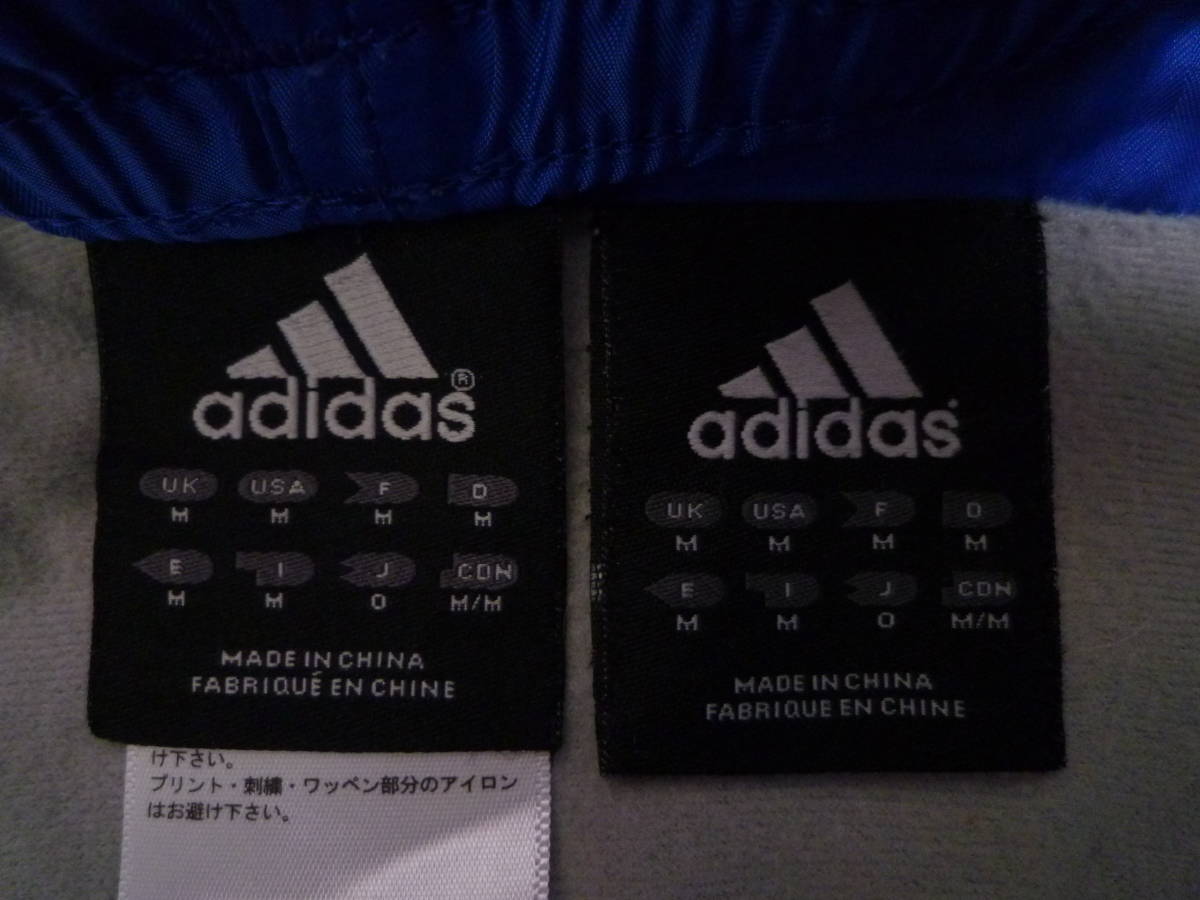 adidas®
UK USA F D
M M M M
E I J CDN
M M O M/M
MADE IN CHINA
FABRIQUÉ EN CHINE
け下さい。
プリント・刺繍・ワッペン部分のアイロン
はお避け下さい。
adidas
UK USA F D
M M M M
E I J CDN
M M O M/M
MADE IN CHINA
FABRIQUE EN CHINE